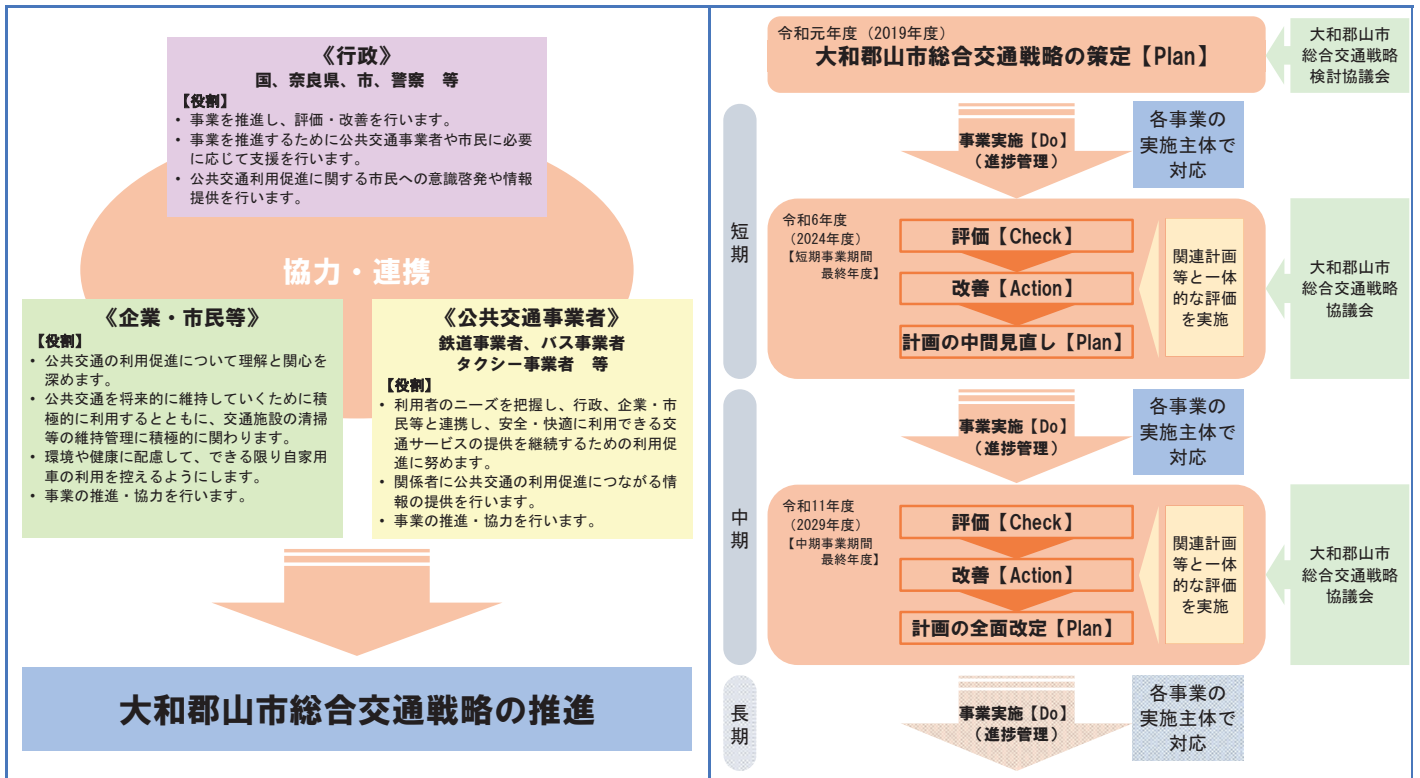 《行政》
国、奈良県、市、警察　等
【役割】
• 事業を推進し、評価・改善を行います。
• 事業を推進するために公共交通事業者や市民に必要
に応じて支援を行います。
• 公共交通利用促進に関する市民への意識啓発や情報
提供を行います。
協力・連携
《企業・市民等》
【役割】
• 公共交通の利用促進について理解と関心を
深めます。
• 公共交通を将来的に維持していくために積
極的に利用するとともに、交通施設の清掃
等の維持管理に積極的に関わります。
• 環境や健康に配慮して、できる限り自家用
車の利用を控えるようにします。
• 事業の推進・協力を行います。
《公共交通事業者》
鉄道事業者、バス事業者
タクシー事業者　等
【役割】
• 利用者のニーズを把握し、行政、企業・市
民等と連携し、安全・快適に利用できる交
通サービスの提供を継続するための利用促
進に努めます。
• 関係者に公共交通の利用促進につながる情
報の提供を行います。
• 事業の推進・協力を行います。
大和郡山市総合交通戦略の推進
令和元年度（2019年度）
大和郡山市総合交通戦略の策定【Plan】
大和郡山市
総合交通戦略
検討協議会
短期
事業実施【Do】
（進捗管理）
各事業の
実施主体で
対応
令和6年度
（2024年度）
【短期事業期間
最終年度】
評価【Check】
改善【Action】
計画の中間見直し【Plan】
関連計画
等と一体
的な評価
を実施
大和郡山市
総合交通戦略
協議会
中期
事業実施【Do】
（進捗管理）
各事業の
実施主体で
対応
令和11年度
（2029年度）
【中期事業期間
最終年度】
評価【Check】
改善【Action】
計画の全面改定【Plan】
関連計画
等と一体
的な評価
を実施
大和郡山市
総合交通戦略
協議会
長期
事業実施【Do】
（進捗管理）
各事業の
実施主体で
対応